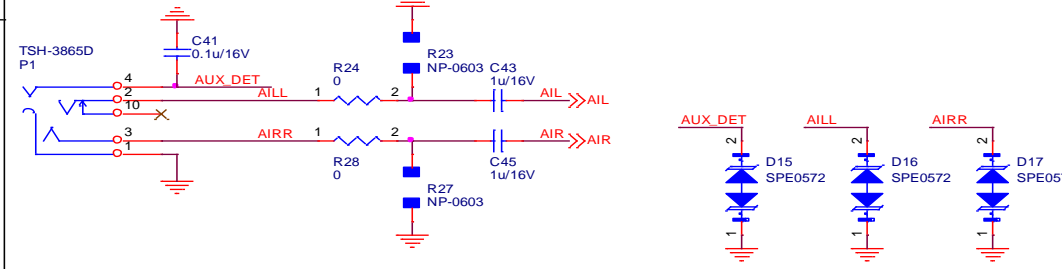 TSH-3865D
P1
C41
0.1u/16V
4
AUX_DET
2
AILL
10
3
AIRR
1
R24
0
1
2
R23
NP-0603
C43
1u/16V
AIL
AIL
1
2
R28
0
C45
1u/16V
AIR
AIR
R27
NP-0603
AUX_DET
2
D15
SPE0572
1
AILL
2
D16
SPE0572
1
AIRR
2
D17
SPE05
1